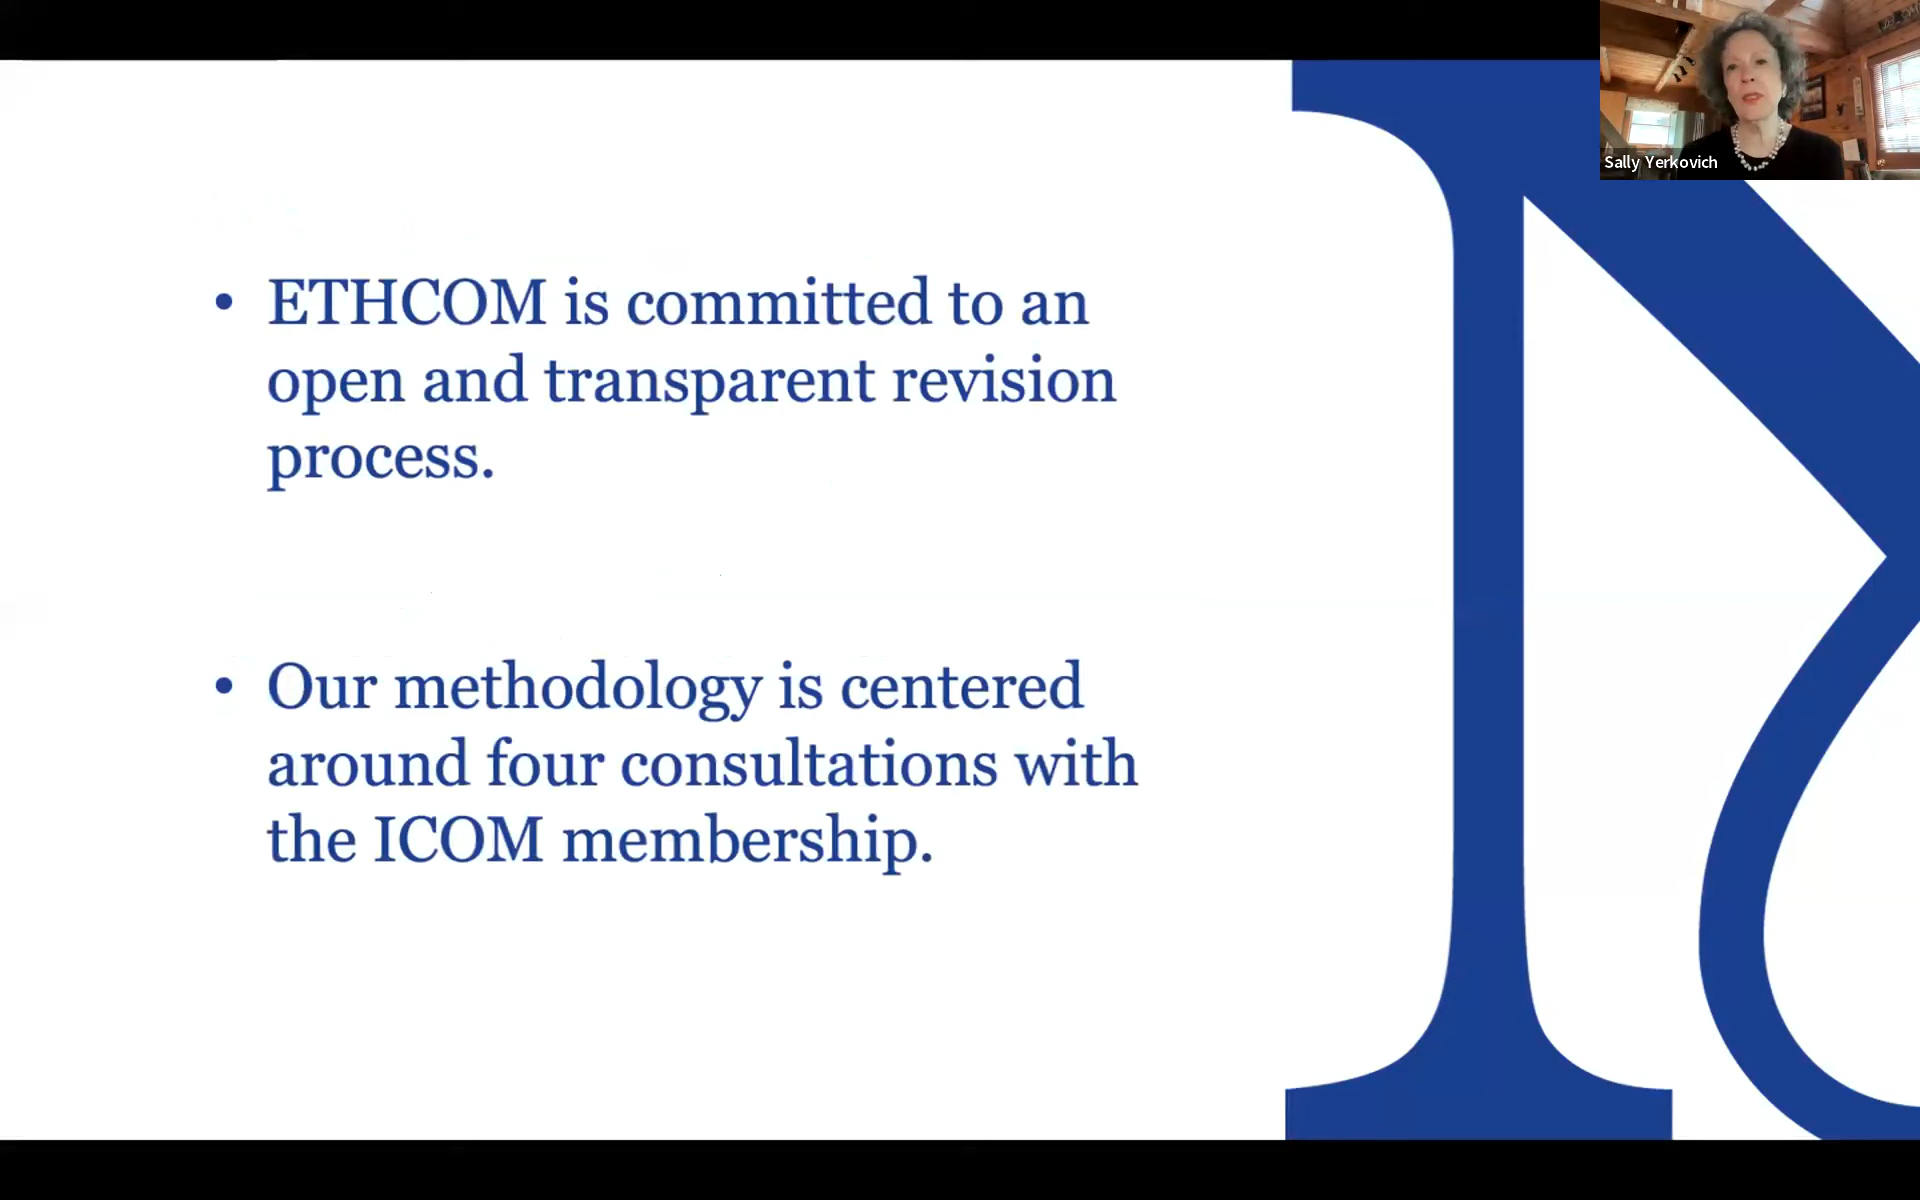 Sally Yerkovich
• ETHCOM is committed to an
open and transparent revision
process.
• Our methodology is centered
around four consultations with
the ICOM membership.